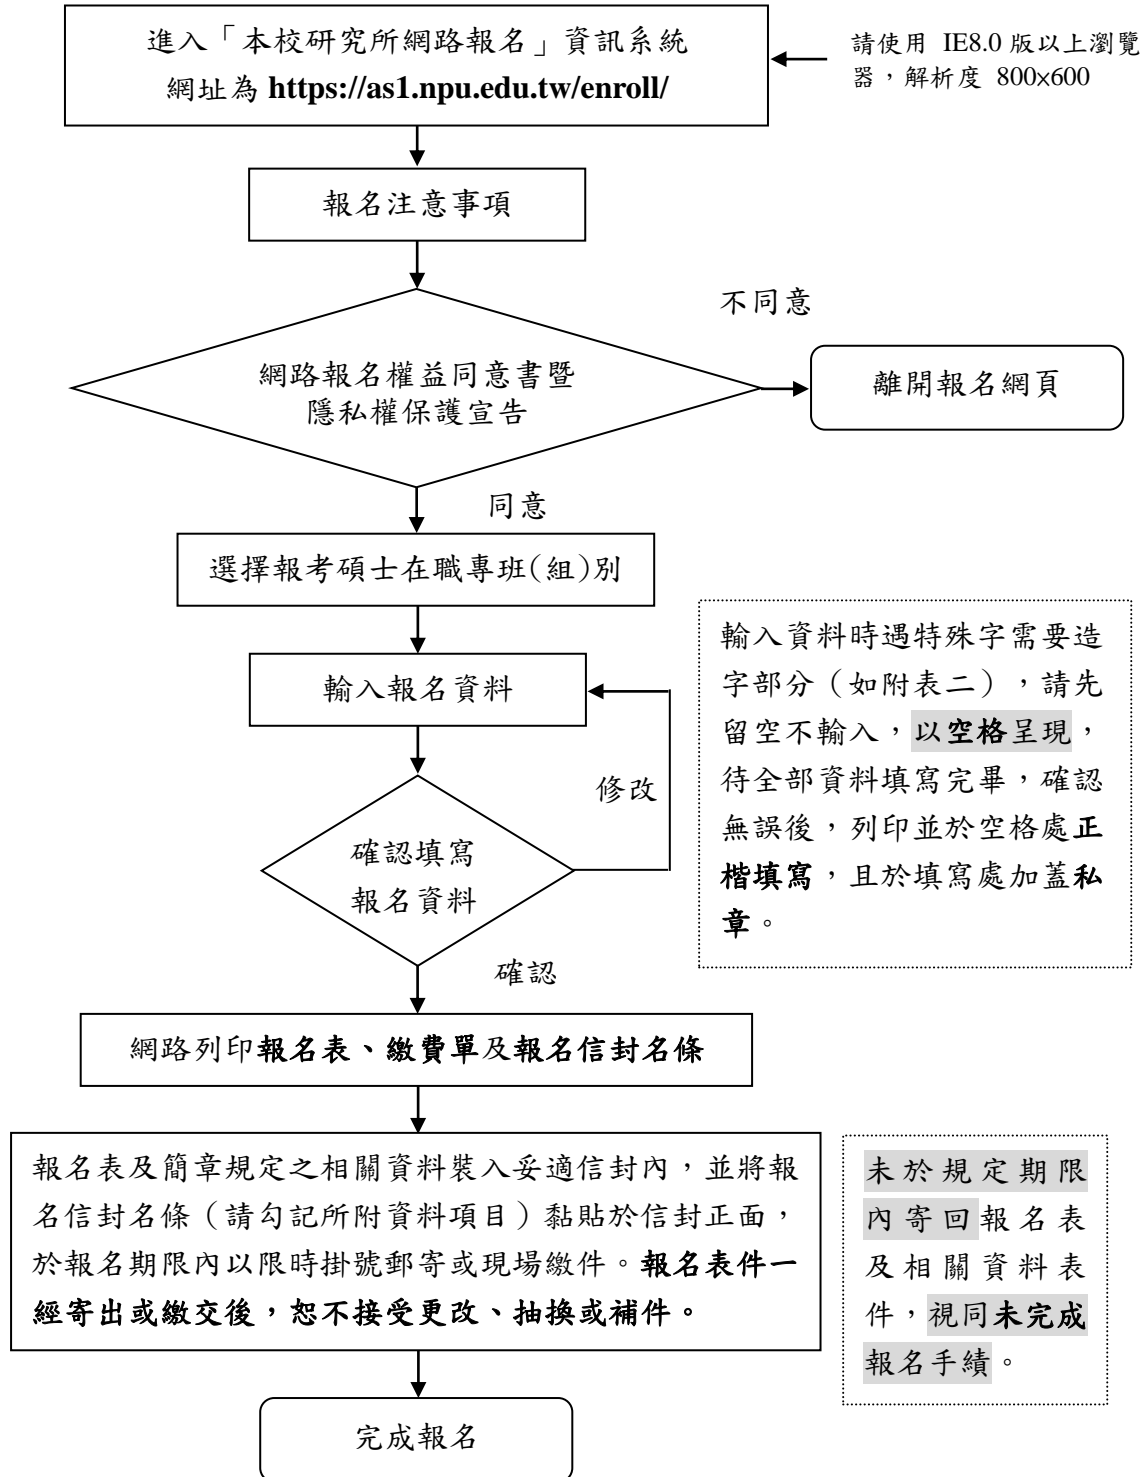 進入「本校研究所網路報名」資訊系統
網址為 https://as1.npu.edu.tw/enroll/
請使用 IE8.0 版以上瀏覽
器，解析度 800×600
報名注意事項
不同意
網路報名權益同意書暨
隱私權保護宣告
離開報名網頁
同意
選擇報考碩士在職專班(組)別
輸入報名資料
修改
確認填寫
報名資料
輸入資料時遇特殊字需要造
字部分（如附表二），請先
留空不輸入，以空格呈現，
待全部資料填寫完畢，確認
無誤後，列印並於空格處正
楷填寫，且於填寫處加蓋私
章。
確認
網路列印報名表、繳費單及報名信封名條
報名表及簡章規定之相關資料裝入妥適信封內，並將報
名信封名條（請勾記所附資料項目）黏貼於信封正面，
於報名期限內以限時掛號郵寄或現場繳件。報名表件一
經寄出或繳交後，恕不接受更改、抽換或補件。
未於規定期限
內寄回報名表
及相關資料表
件，視同未完成
報名手續。
完成報名